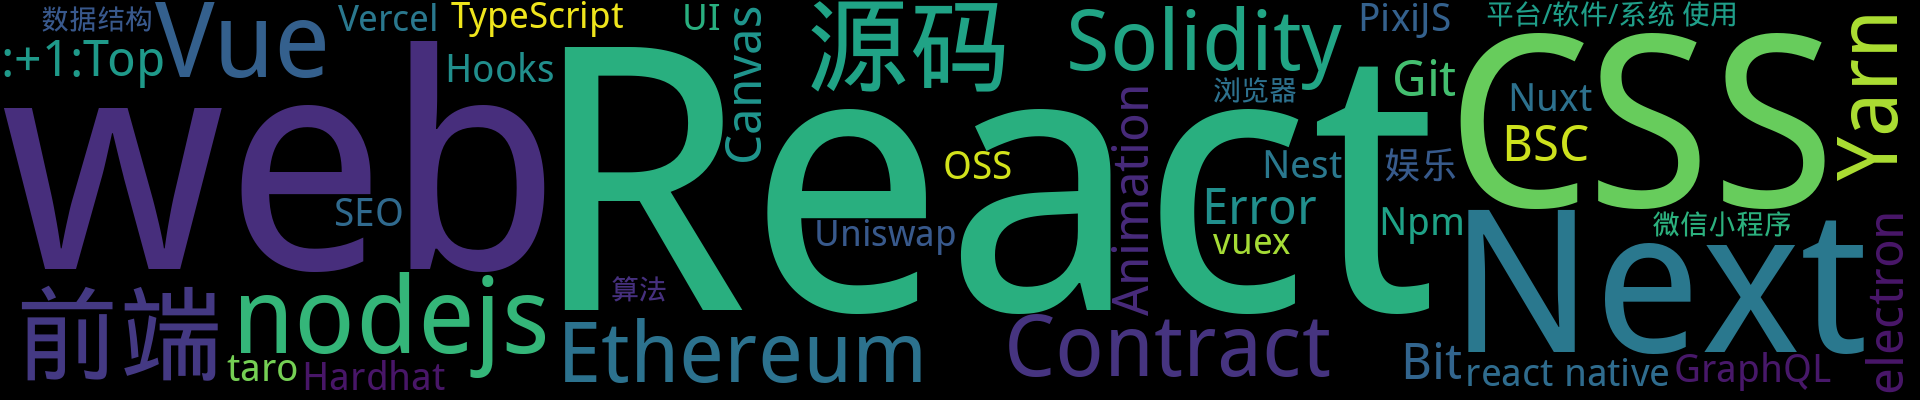 数据结构
Vue
Vercel
TypeScript
UI
Canvas
源码
Solidity
PixiJS
平台/软件/系统 使用
:+1:Top
Hooks
web
React
CSS
Yarn
Git
浏览器
Nuxt
BSC
OSS
Animation
Nest
娱乐
SEO
Uniswap
Error
vuex
Npm
Next
微信小程序
electron
前端
nodejs
算法
Ethereum
Contract
taro
Hardhat
Bit
react native
GraphQL